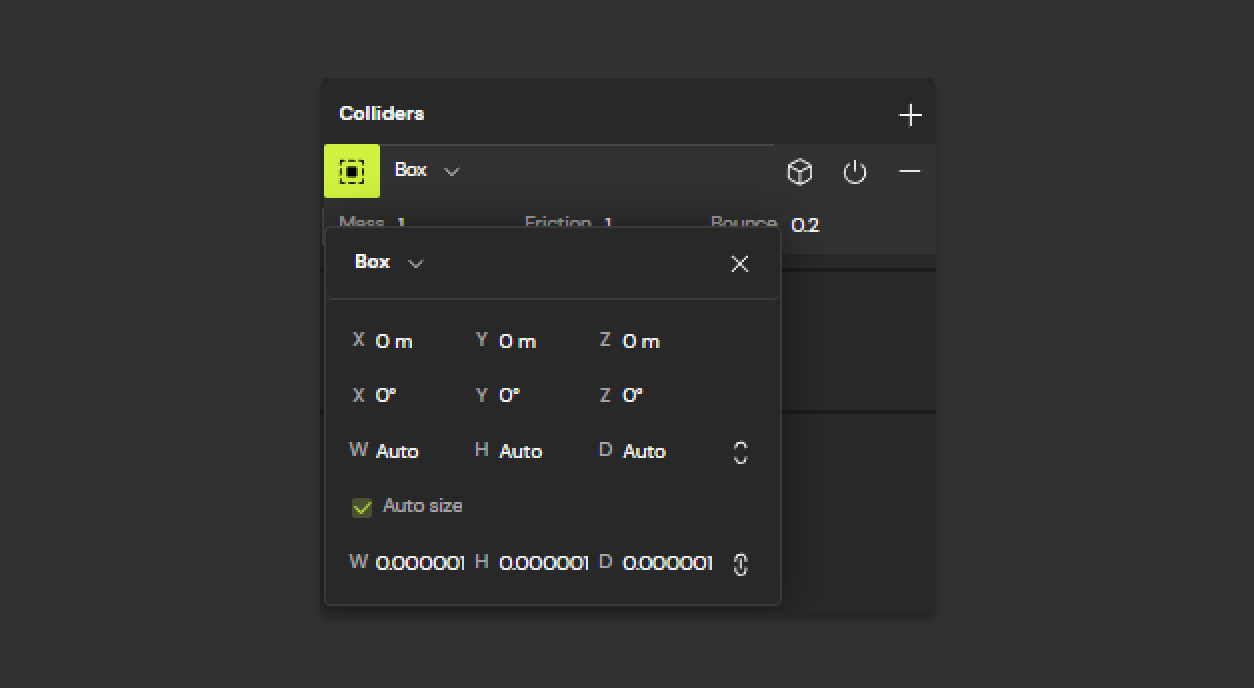 Colliders
Box
Mass 1 Friction 1 Bounce 0.2
Box
X 0 m Y 0 m Z 0 m
X 0° Y 0° Z 0°
W Auto H Auto D Auto
Auto size
W 0.000001 H 0.000001 D 0.000001